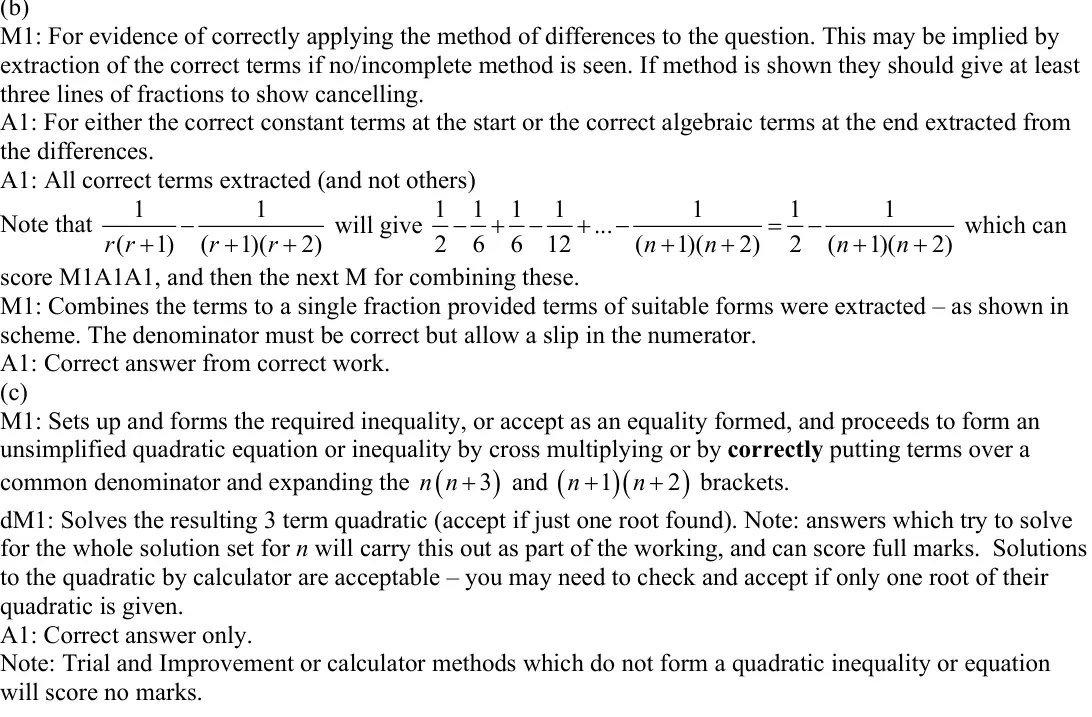 (b)
M1: For evidence of correctly applying the method of differences to the question. This may be implied by
extraction of the correct terms if no/incomplete method is seen. If method is shown they should give at least
three lines of fractions to show cancelling.
A1: For either the correct constant terms at the start or the correct algebraic terms at the end extracted from
the differences.
A1: All correct terms extracted (and not others)
Note that $\frac{1}{r(r+1)} - \frac{1}{(r+1)(r+2)}$ will give $\frac{1}{2} - \frac{1}{6} + \frac{1}{6} - \frac{1}{12} + ... - \frac{1}{(n+1)(n+2)} = \frac{1}{2} - \frac{1}{(n+1)(n+2)}$ which can
score M1A1A1, and then the next M for combining these.
M1: Combines the terms to a single fraction provided terms of suitable forms were extracted – as shown in
scheme. The denominator must be correct but allow a slip in the numerator.
A1: Correct answer from correct work.
(c)
M1: Sets up and forms the required inequality, or accept as an equality formed, and proceeds to form an
unsimplified quadratic equation or inequality by cross multiplying or by correctly putting terms over a
common denominator and expanding the $n(n+3)$ and $(n+1)(n+2)$ brackets.
dM1: Solves the resulting 3 term quadratic (accept if just one root found). Note: answers which try to solve
for the whole solution set for n will carry this out as part of the working, and can score full marks. Solutions
to the quadratic by calculator are acceptable – you may need to check and accept if only one root of their
quadratic is given.
A1: Correct answer only.
Note: Trial and Improvement or calculator methods which do not form a quadratic inequality or equation
will score no marks.